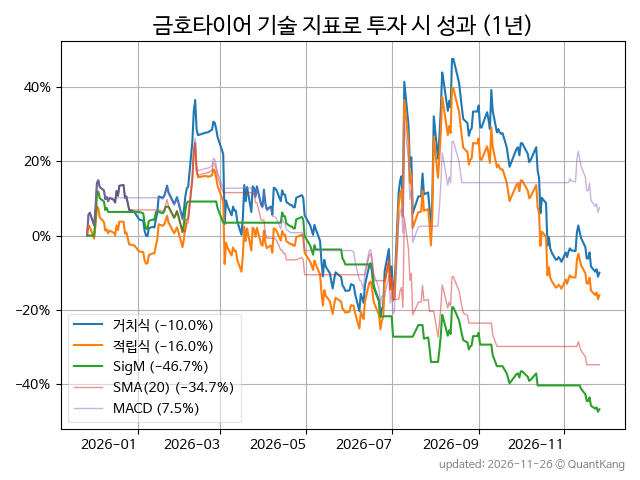 금호타이어 기술 지표로 투자 시 성과 (1년)
40%
20%
0%
−20%
−40%
거치식 (−10.0%)
적립식 (−16.0%)
SigM (−46.7%)
SMA(20) (−34.7%)
MACD (7.5%)
2026−01
2026−03
2026−05
2026−07
2026−09
2026−11
updated: 2026−11−26 ⓒ QuantKang